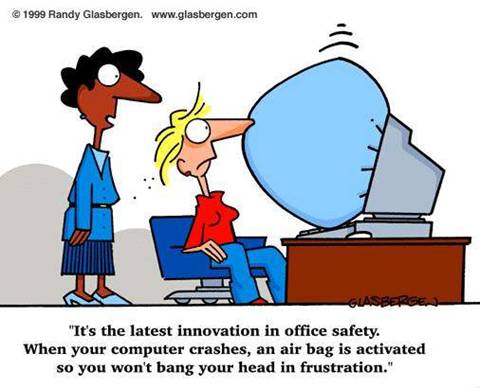 © 1999 Randy Glasbergen. www.glasbergen.com
GLASBERGEN
"It's the latest innovation in office safety.
When your computer crashes, an air bag is activated
so you won't bang your head in frustration."